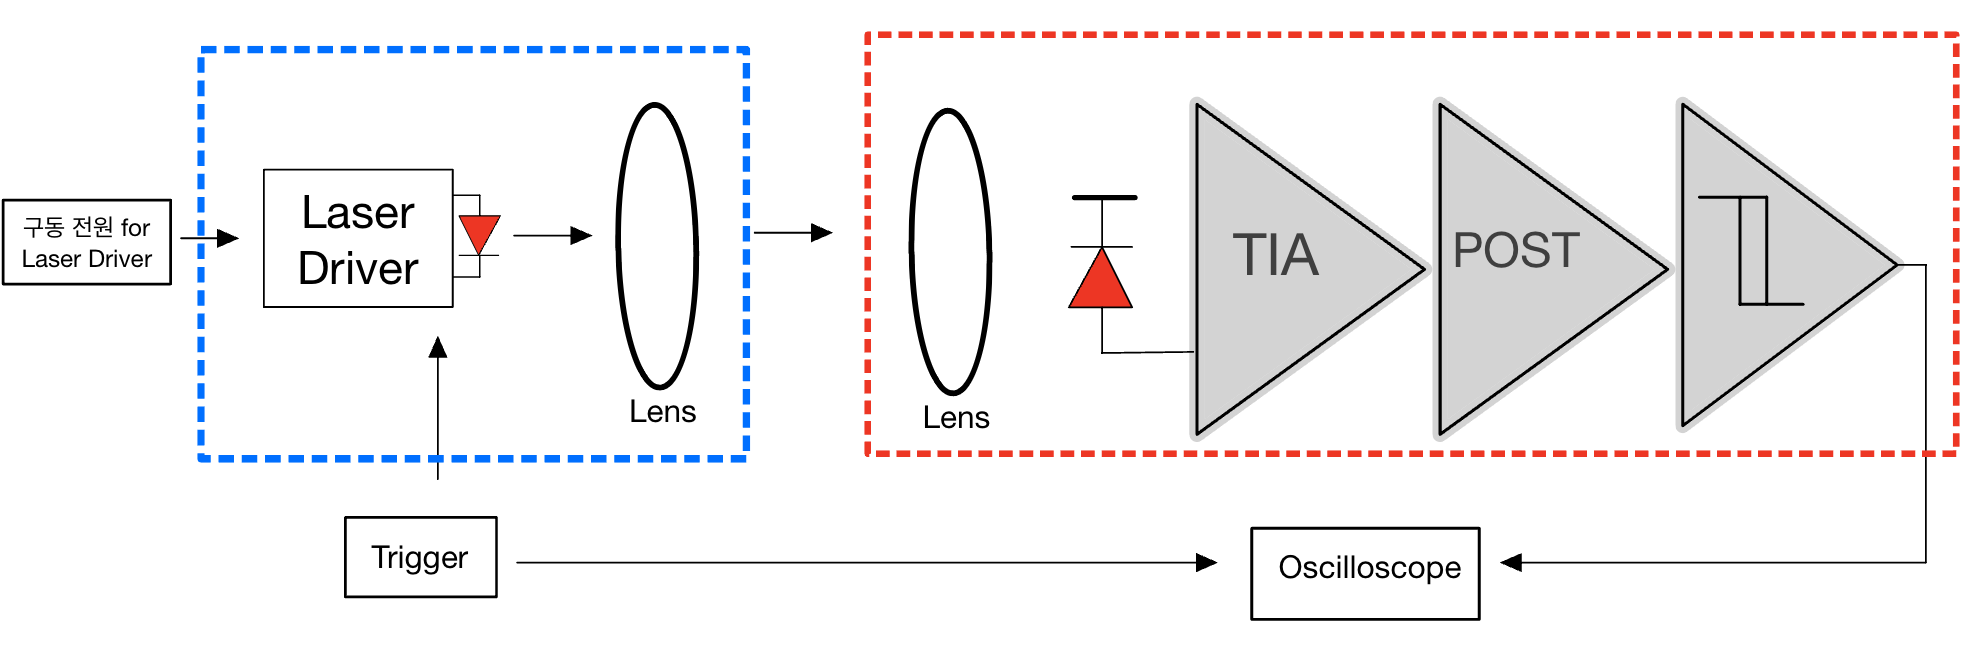 구동 전원 for
Laser Driver
Laser
Driver
Lens
Lens
TIA
POST
Trigger
Oscilloscope